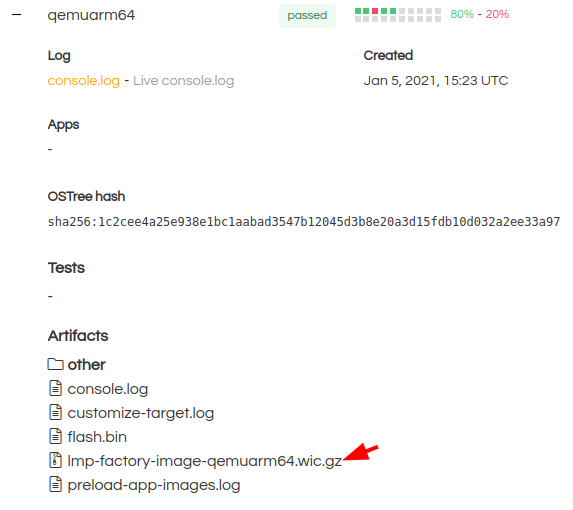 − qemuarm64 passed 80% - 20%
Log Created
console.log - Live console.log Jan 5, 2021, 15:23 UTC
Apps
-
OSTree hash
sha256:1c2cee4a25e938e1bc1aabad3547b12045d3b8e20a3d15fdb10d032a2ee33a97
Tests
-
Artifacts
other
console.log
customize-target.log
flash.bin
lmp-factory-image-qemuarm64.wic.gz
preload-app-images.log